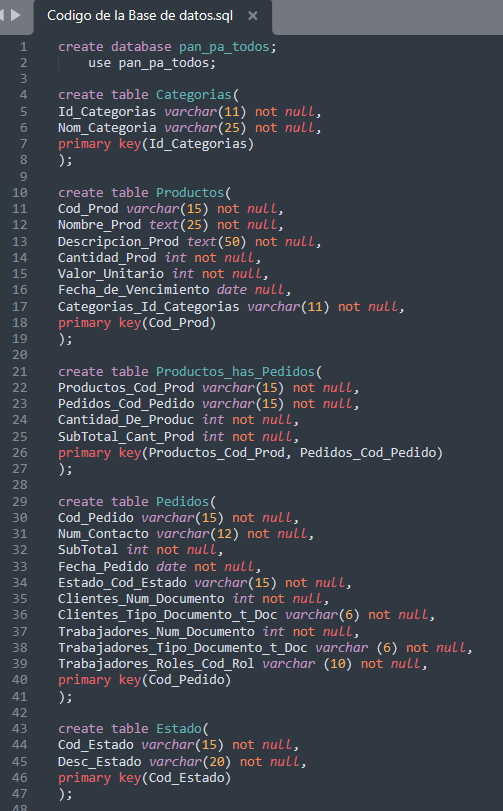 Codigo de la Base de datos.sql ×
1 create database pan_pa_todos;
2 use pan_pa_todos;
3
4 create table Categorias(
5 Id_Categorias varchar(11) not null,
6 Nom_Categoria varchar(25) not null,
7 primary key(Id_Categorias)
8 );
9
10 create table Productos(
11 Cod_Prod varchar(15) not null,
12 Nombre_Prod text(25) not null,
13 Descripcion_Prod text(50) not null,
14 Cantidad_Prod int not null,
15 Valor_Unitario int not null,
16 Fecha_de_Vencimiento date null,
17 Categorias_Id_Categorias varchar(11) not null,
18 primary key(Cod_Prod)
19 );
20
21 create table Productos_has_Pedidos(
22 Productos_Cod_Prod varchar(15) not null,
23 Pedidos_Cod_Pedido varchar(15) not null,
24 Cantidad_De_Produc int not null,
25 SubTotal_Cant_Prod int not null,
26 primary key(Productos_Cod_Prod, Pedidos_Cod_Pedido)
27 );
28
29 create table Pedidos(
30 Cod_Pedido varchar(15) not null,
31 Num_Contacto varchar(12) not null,
32 SubTotal int not null,
33 Fecha_Pedido date not null,
34 Estado_Cod_Estado varchar(15) not null,
35 Clientes_Num_Documento int not null,
36 Clientes_Tipo_Documento_t_Doc varchar(6) not null,
37 Trabajadores_Num_Documento int not null,
38 Trabajadores_Tipo_Documento_t_Doc varchar (6) not null,
39 Trabajadores_Roles_Cod_Rol varchar (10) not null,
40 primary key(Cod_Pedido)
41 );
42
43 create table Estado(
44 Cod_Estado varchar(15) not null,
45 Desc_Estado varchar(20) not null,
46 primary key(Cod_Estado)
47 );
48